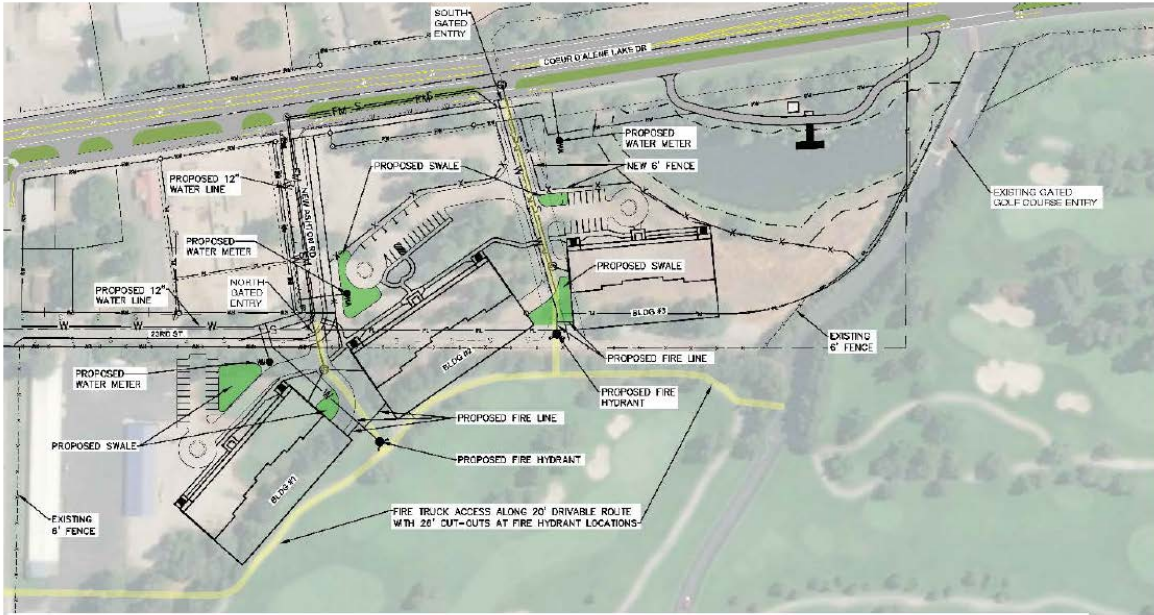 SOUTH
GATED
ENTRY
COEUR D'ALENE LAKE DR
FM S FM S
PROPOSED
WATER METER
PROPOSED SWALE
NEW 6' FENCE
PROPOSED 12"
WATER LINE
EXISTING GATED
GOLF COURSE ENTRY
PROPOSED
WATER METER
PROPOSED SWALE
NORTH
GATED
ENTRY
PROPOSED 12"
WATER LINE
BLDG #3
23RD ST
W W W
EXISTING
6' FENCE
PROPOSED FIRE LINE
BLDG #2
PROPOSED
WATER METER
PROPOSED FIRE
HYDRANT
PROPOSED FIRE LINE
PROPOSED SWALE
PROPOSED FIRE HYDRANT
BLDG #1
FIRE TRUCK ACCESS ALONG 20' DRIVABLE ROUTE
WITH 26' CUT-OUTS AT FIRE HYDRANT LOCATIONS
EXISTING
6' FENCE